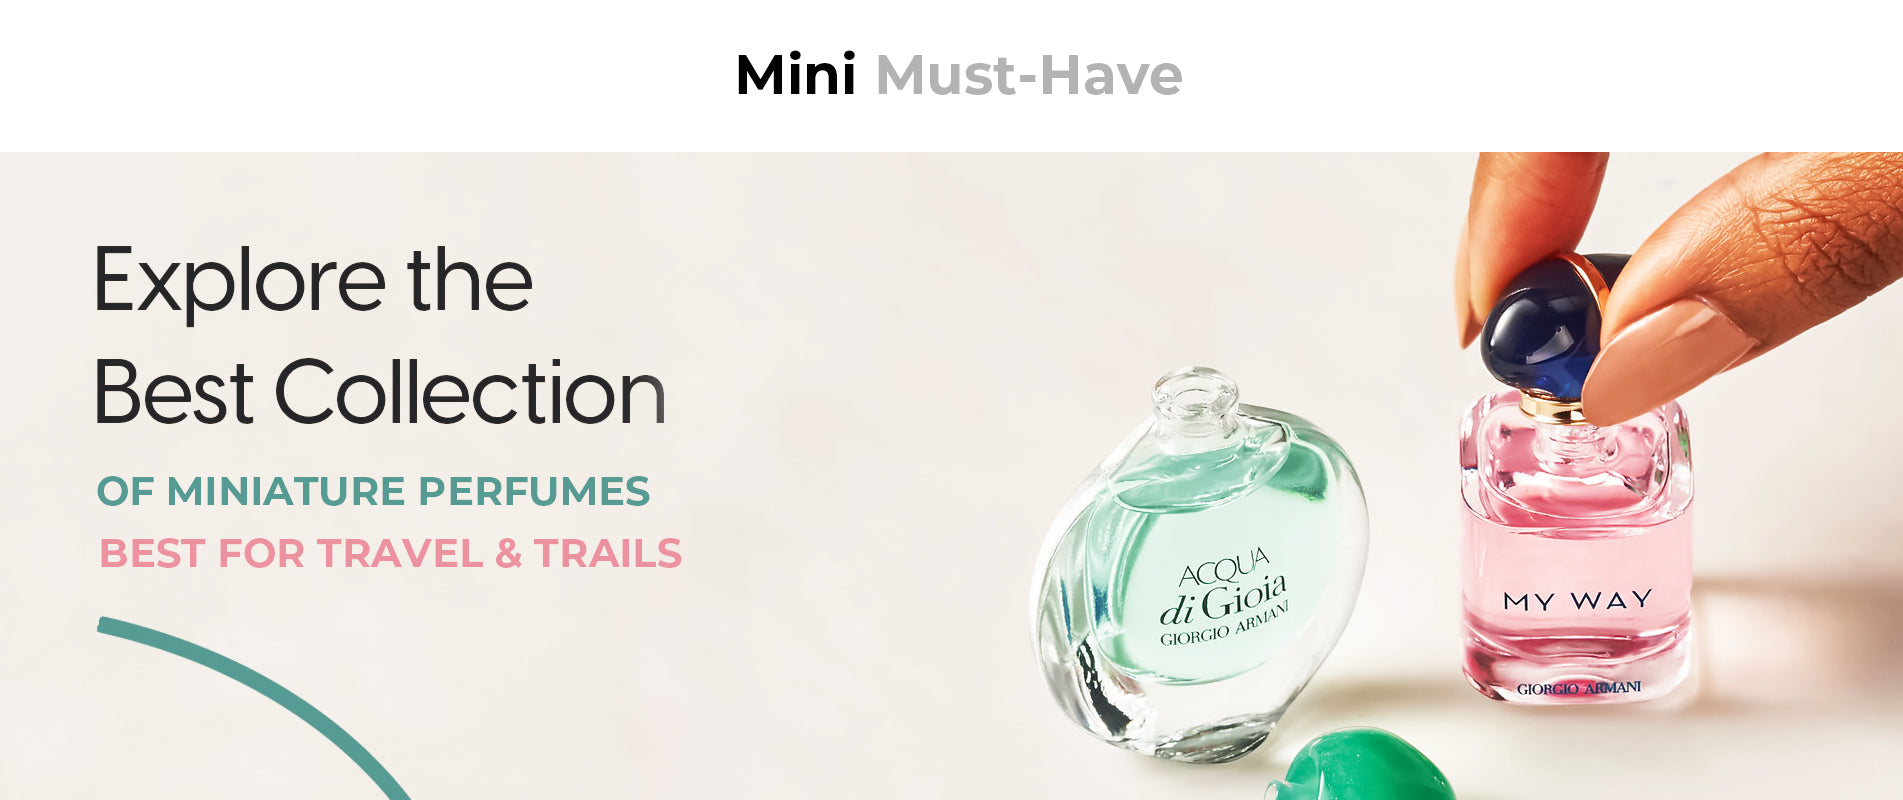 Mini Must-Have
Explore the
Best Collection
OF MINIATURE PERFUMES
BEST FOR TRAVEL & TRAILS
ACQUA
di Gioia
GIORGIO ARMANI
MY WAY
GIORGIO ARMANI